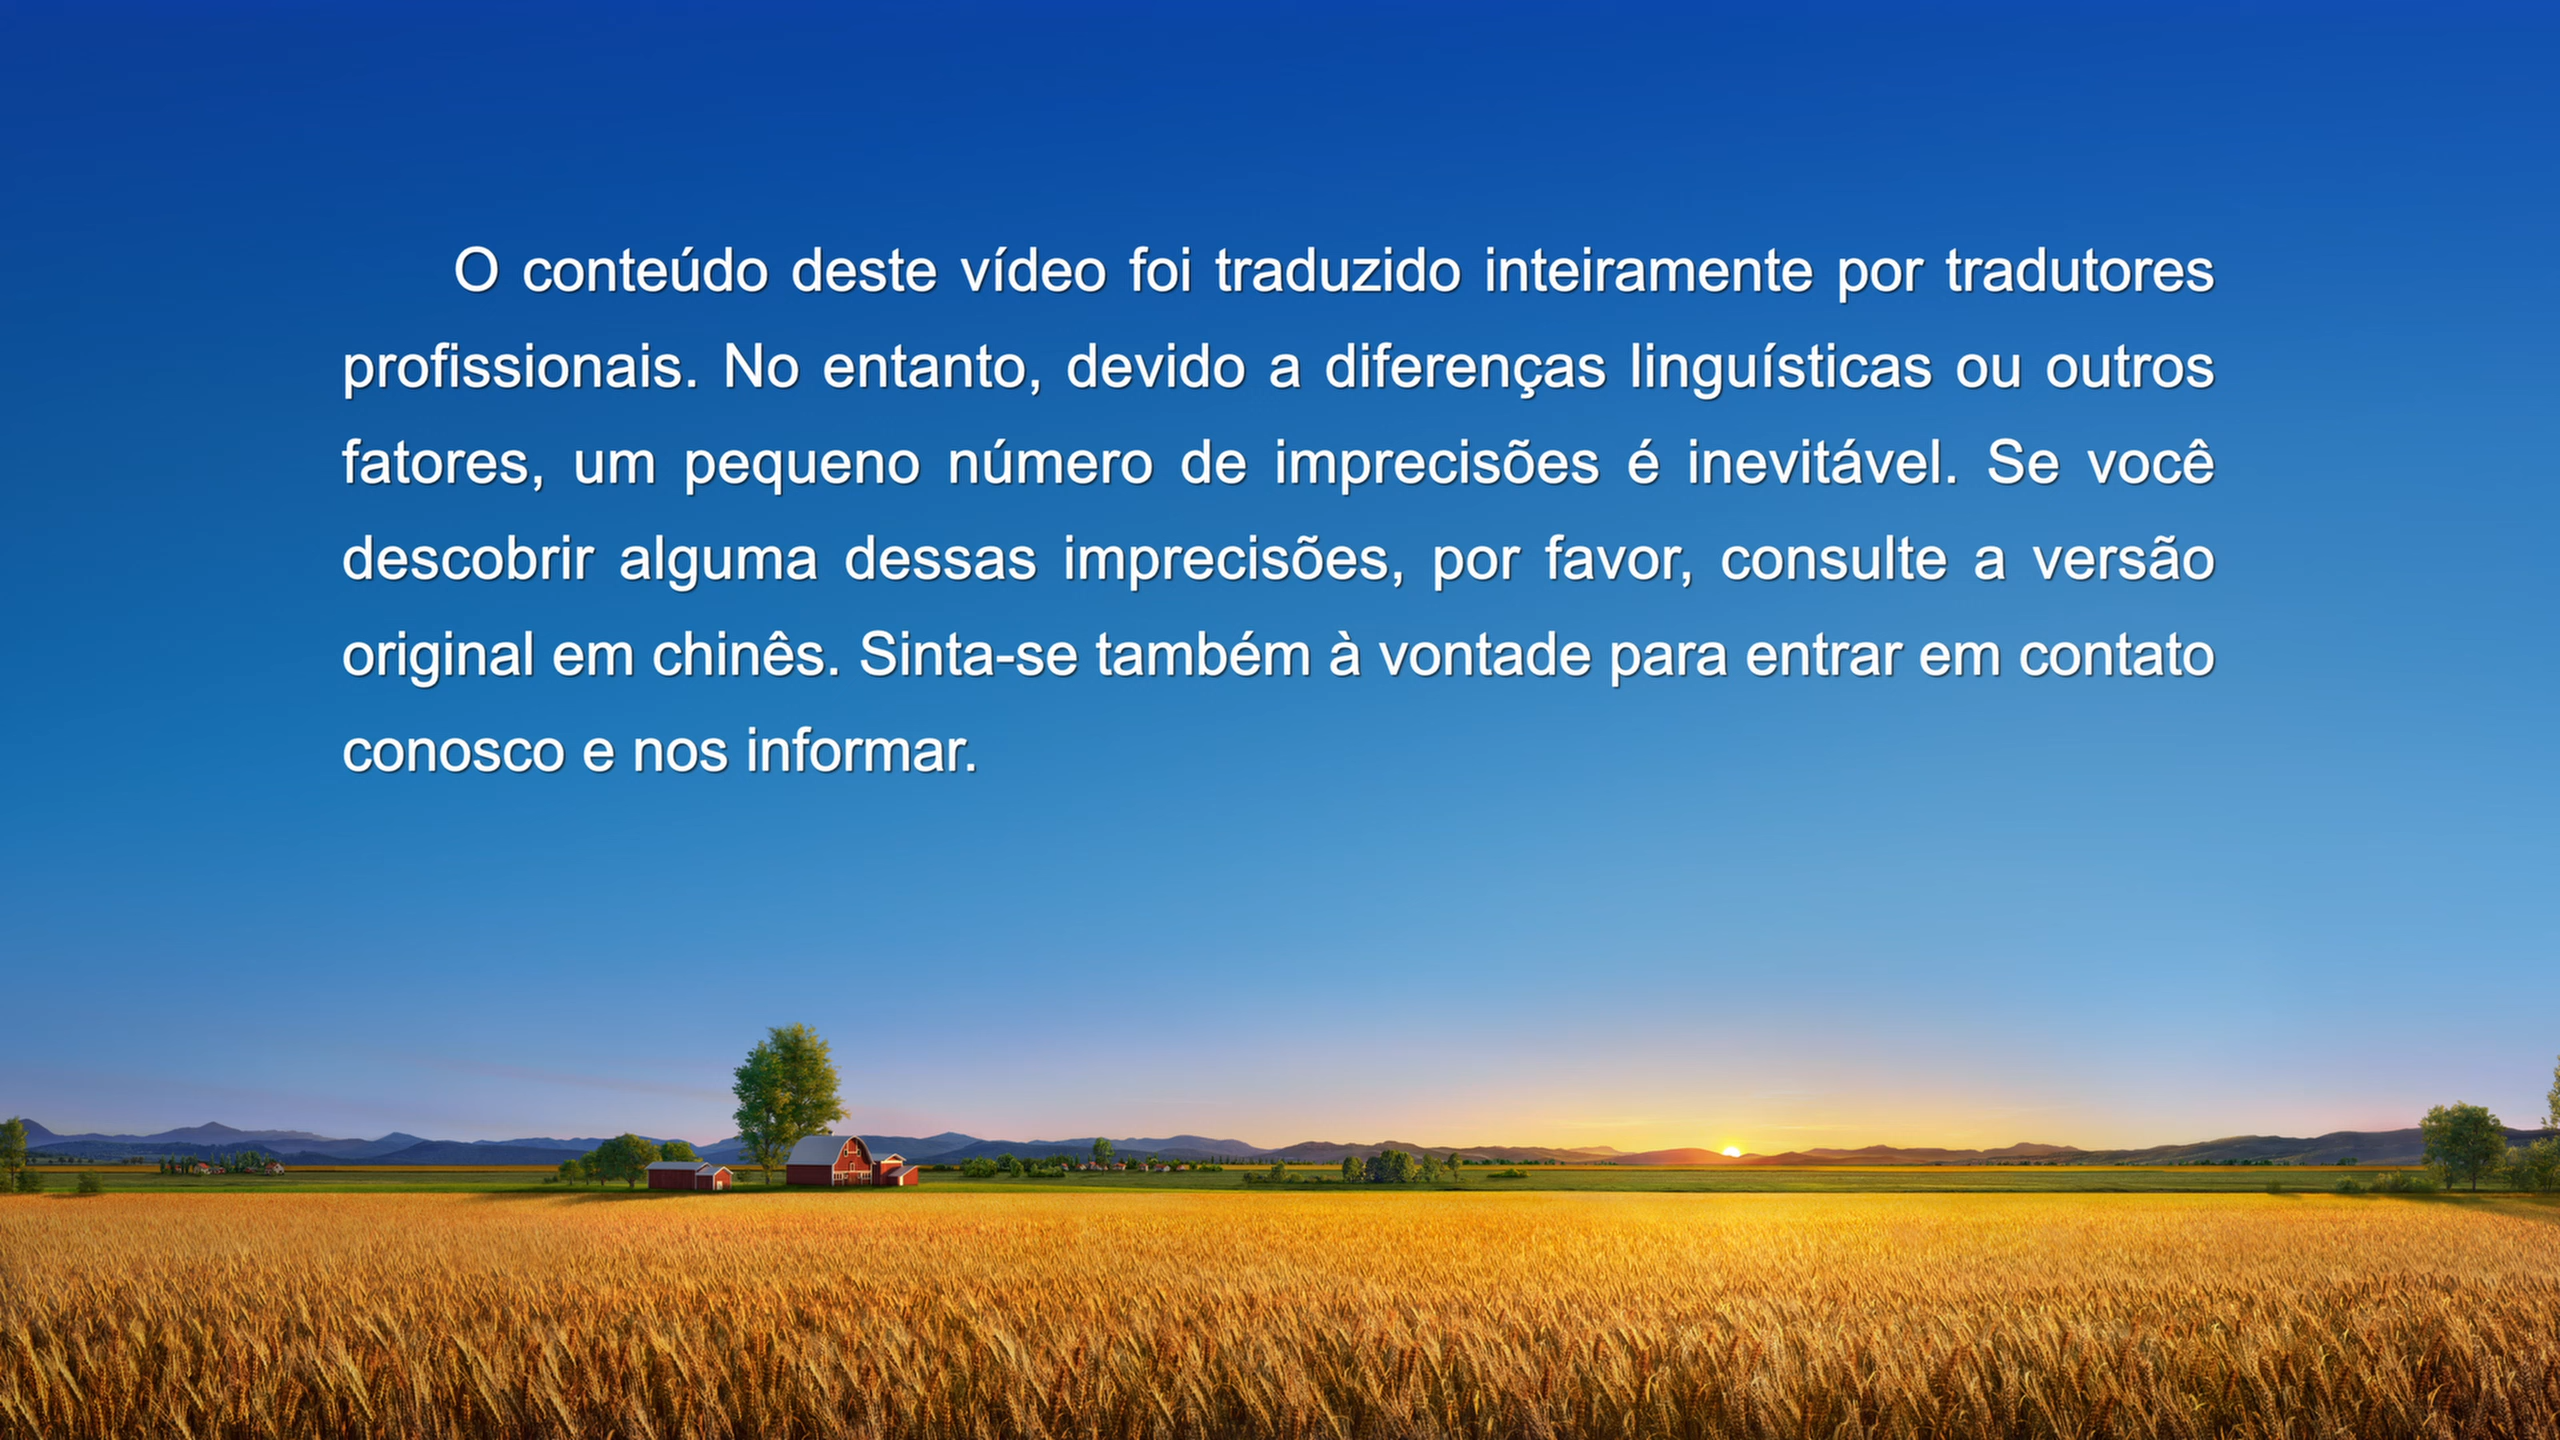 O conteúdo deste vídeo foi traduzido inteiramente por tradutores
profissionais. No entanto, devido a diferenças linguísticas ou outros
fatores, um pequeno número de imprecisões é inevitável. Se você
descobrir alguma dessas imprecisões, por favor, consulte a versão
original em chinês. Sinta-se também à vontade para entrar em contato
conosco e nos informar.